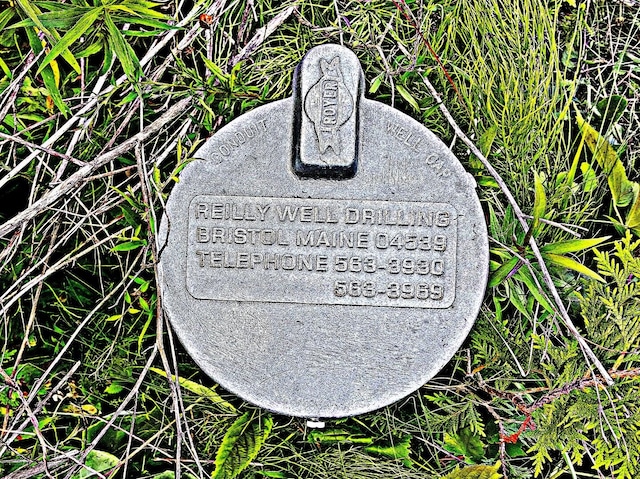 ROYER
CONDUIT WELL CAP
REILLY WELL DRILLING
BRISTOL MAINE 04539
TELEPHONE 563-3930
563-3969